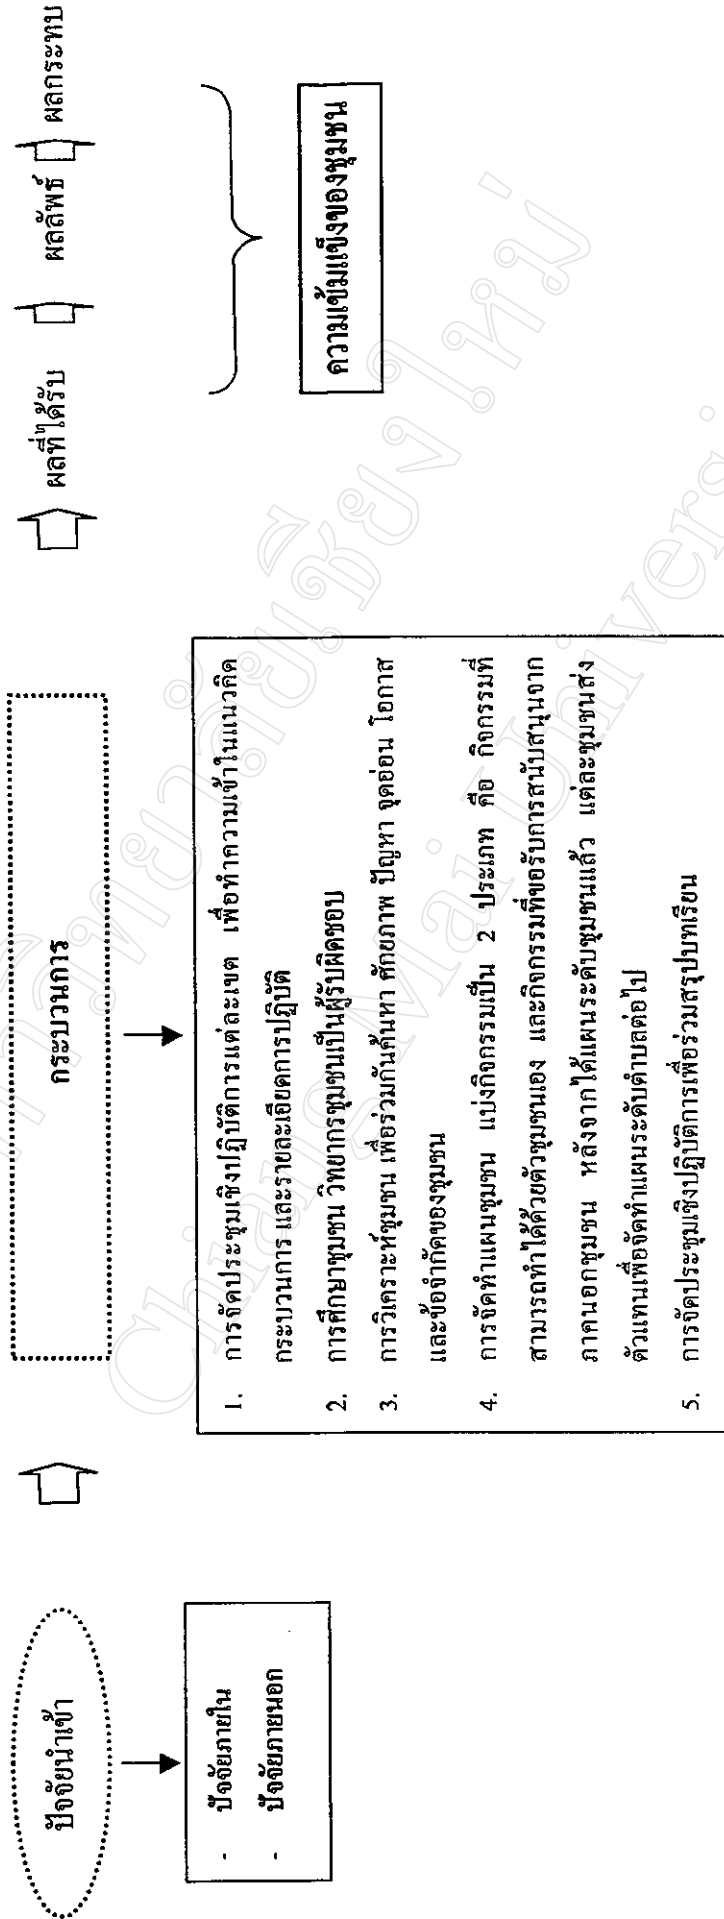 ปัจจัยนำเข้า
- ปัจจัยภายใน
- ปัจจัยภายนอก
กระบวนการ
1. การจัดประชุมเชิงปฏิบัติการแต่ละเขต เพื่อทำความเข้าในแนวคิด
กระบวนการ และรายละเอียดการปฏิบัติ
2. การศึกษาชุมชน วิทยากรชุมชนเป็นผู้รับผิดชอบ
3. การวิเคราะห์ชุมชน เพื่อร่วมกันค้นหา ศักยภาพ ปัญหา จุดอ่อน โอกาส
และข้อจำกัดของชุมชน
4. การจัดทำแผนชุมชน แบ่งกิจกรรมเป็น 2 ประเภท คือ กิจกรรมที่
สามารถทำได้ด้วยตัวชุมชนเอง และกิจกรรมที่ขอรับการสนับสนุนจาก
ภาคนอกชุมชน หลังจากได้แผนระดับชุมชนแล้ว แต่ละชุมชนส่ง
ตัวแทนเพื่อจัดทำแผนระดับตำบลต่อไป
5. การจัดประชุมเชิงปฏิบัติการเพื่อร่วมสรุปบทเรียน
ผลที่ได้รับ ผลลัพธ์ ผลกระทบ
ความเข้มแข็งของชุมชน
มหาวิทยาลัยเชียงใหม่
Chiang Mai Universi